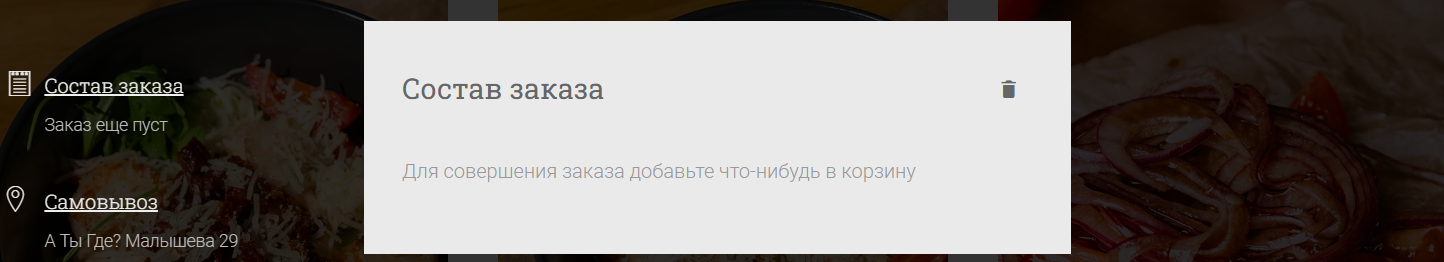 Состав заказа
Заказ еще пуст
Самовывоз
А Ты Где? Малышева 29
Состав заказа
Для совершения заказа добавьте что-нибудь в корзину